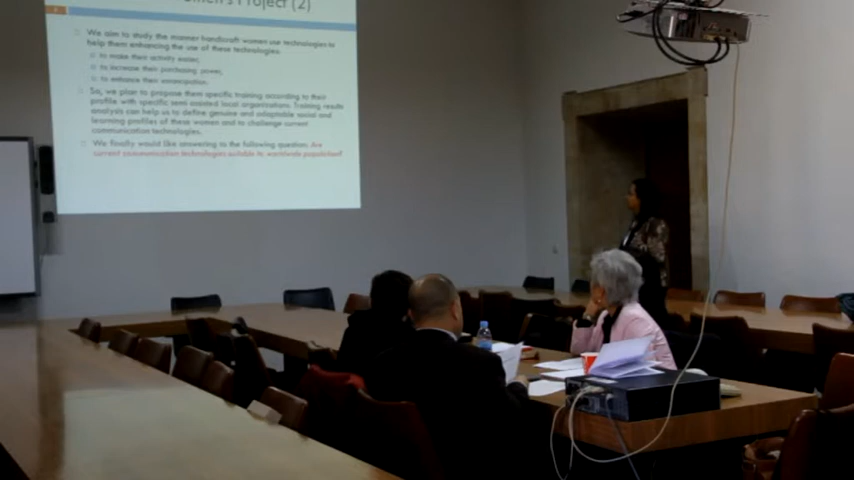 Women's Project (2)
We aim to study the manner handicraft women use technologies to
help them enhancing the use of these technologies.
to make their activity easier,
to increase their purchasing power,
to enhance their emancipation.
So, we plan to propose them specific training according to their
profile with specific semi assisted local organisations. Training needs
analysis can help us to define genuine and adaptable social and
learning profiles of these women and to challenge current
communication technologies.
We finally would like answering to the following question. Are
current communication technologies suitable to worldwide